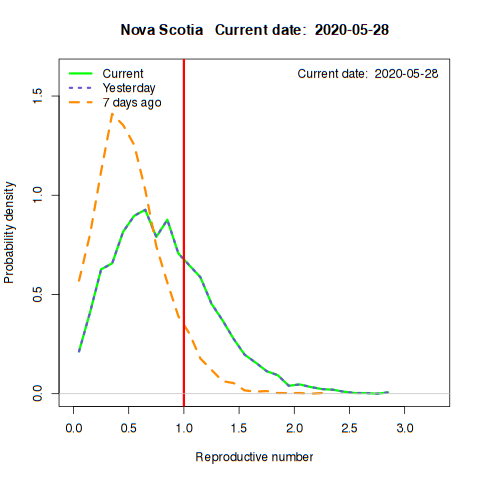 Nova Scotia Current date: 2020-05-28
Current
Yesterday
7 days ago
Current date: 2020-05-28
Probability density
1.5
1.0
0.5
0.0
0.0 0.5 1.0 1.5 2.0 2.5 3.0
Reproductive number